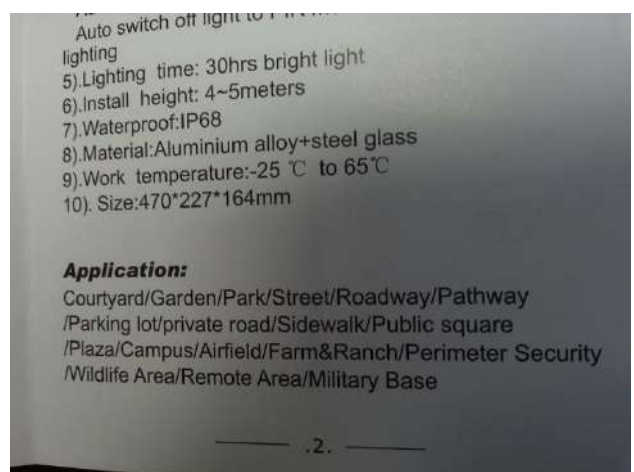 Auto switch off light to PIR
lighting
5).Lighting time: 30hrs bright light
6).Install height: 4~5meters
7).Waterproof:IP68
8).Material:Aluminium alloy+steel glass
9).Work temperature:-25 ℃ to 65℃
10). Size:470*227*164mm
Application:
Courtyard/Garden/Park/Street/Roadway/Pathway
/Parking lot/private road/Sidewalk/Public square
/Plaza/Campus/Airfield/Farm&Ranch/Perimeter Security
/Wildlife Area/Remote Area/Military Base
.2.